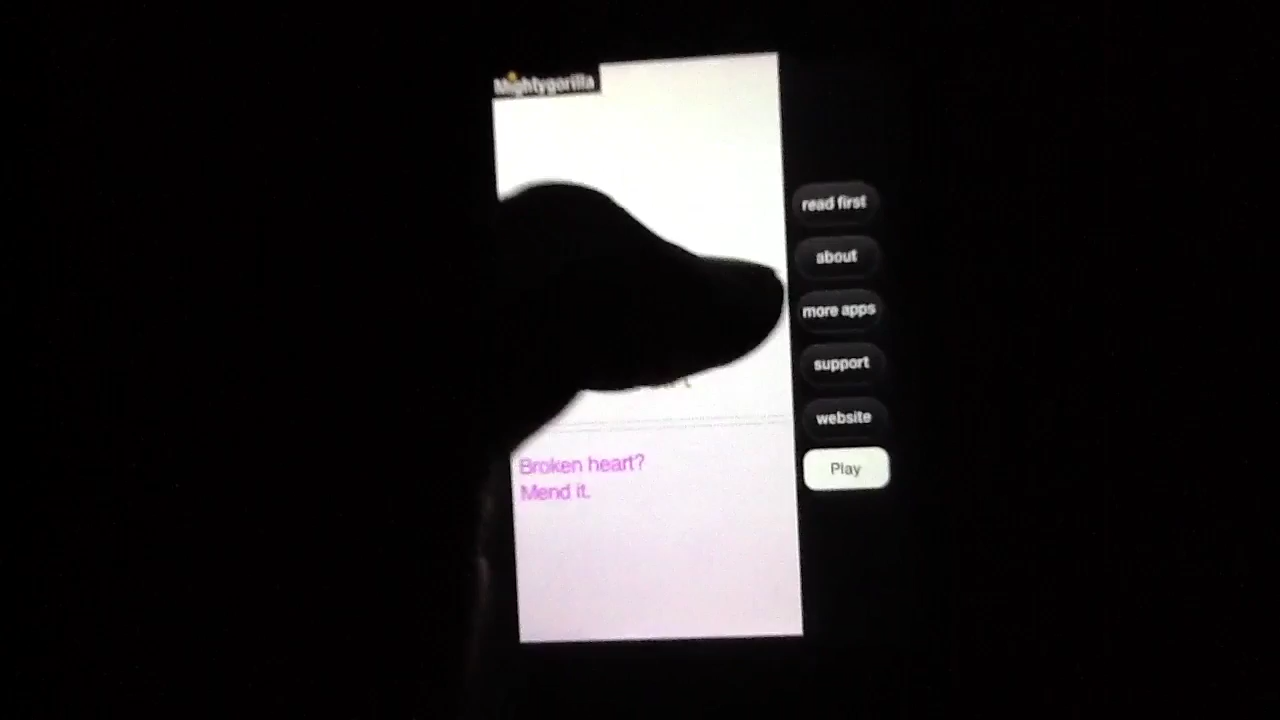 Mightygorilla
read first
about
more apps
support
website
Play
Broken heart?
Mend it.